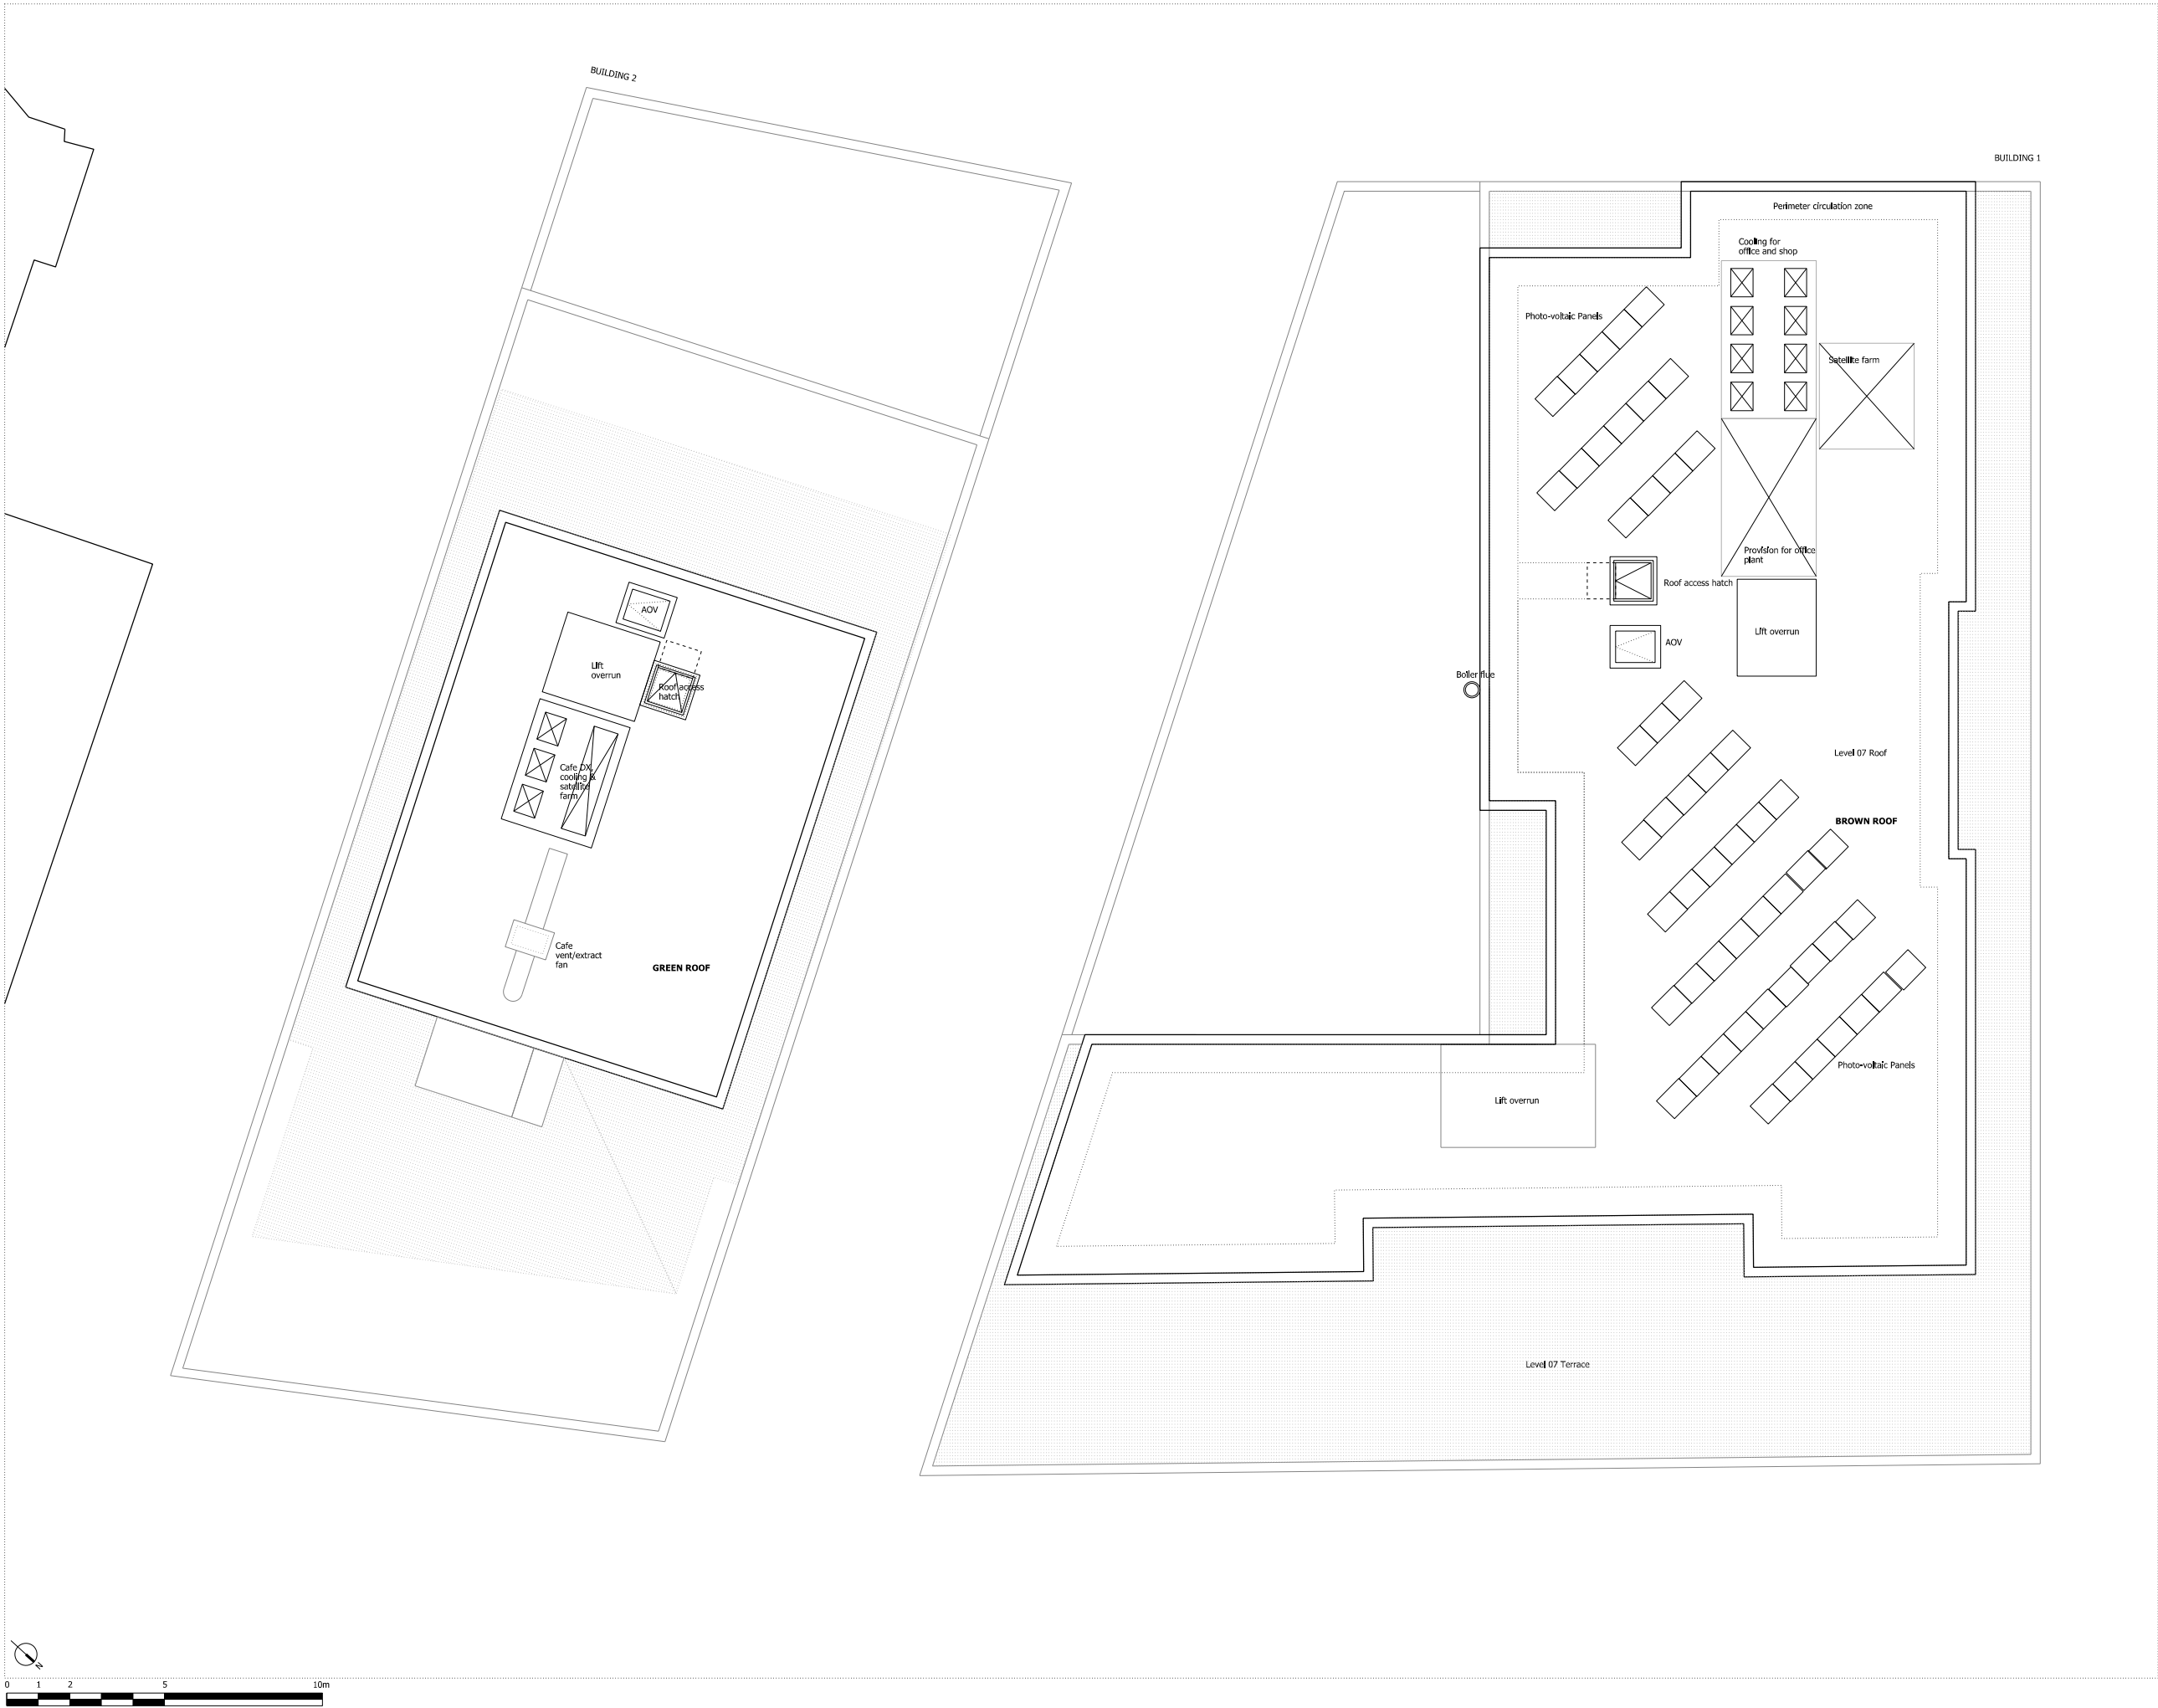 BUILDING 2
BUILDING 1
Perimeter circulation zone
Cooling for
office and shop
Photo-voltaic Panels
Satellite farm
Provision for office
plant
Roof access hatch
AOV
Lift overrun
AOV
Lift
overrun
Roof access
hatch
Boiler flue
Level 07 Roof
Cafe DX
cooling &
satellite
farm
BROWN ROOF
Cafe
vent/extract
fan
GREEN ROOF
Photo-voltaic Panels
Lift overrun
Level 07 Terrace
N
0 1 2 5 10m